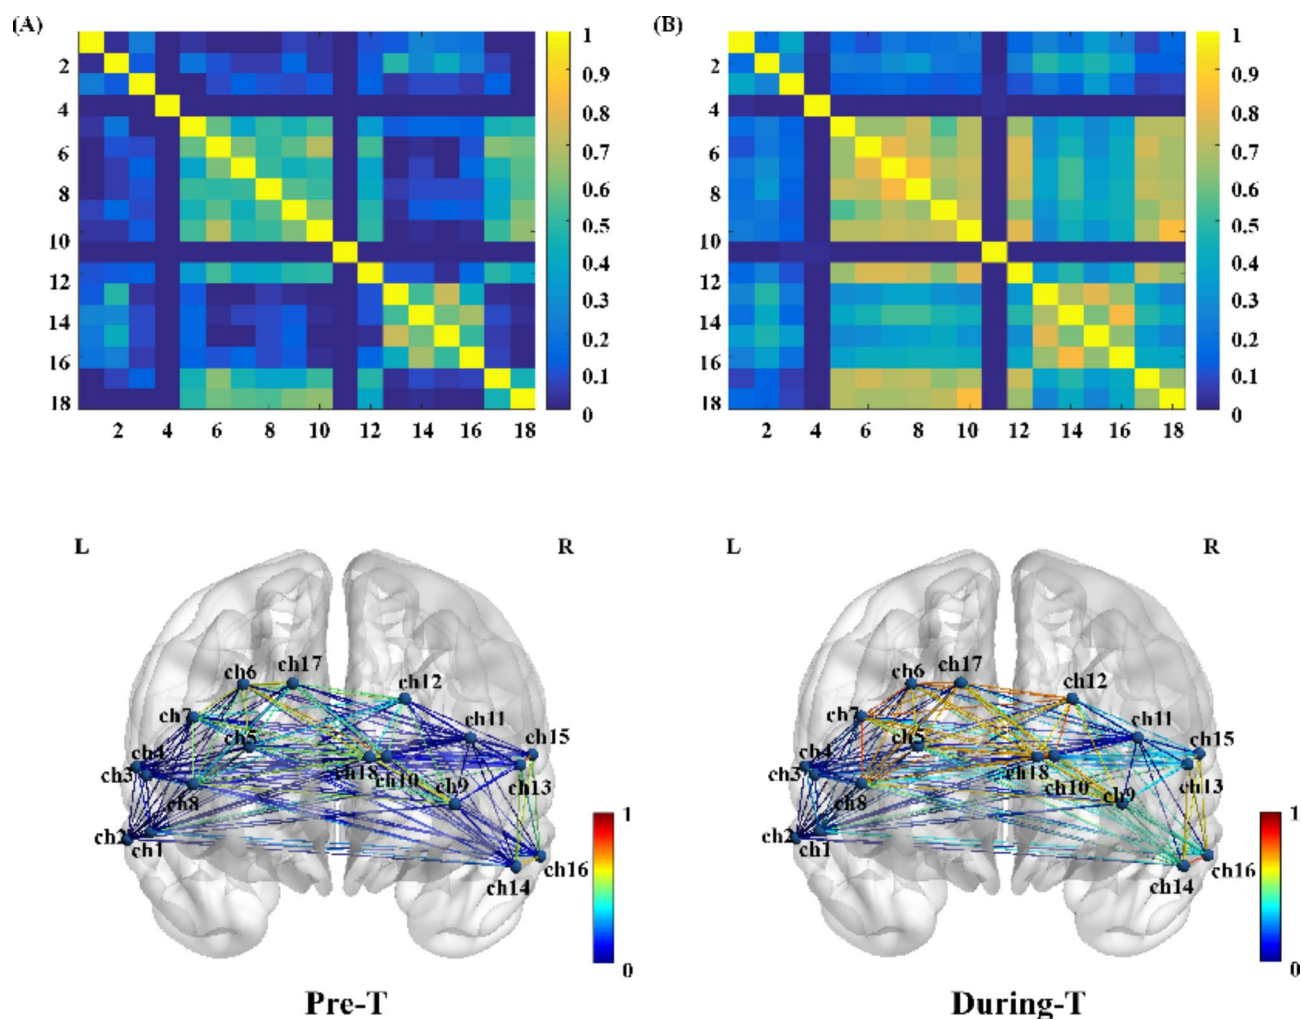 (A)
(B)
2
4
6
8
10
12
14
16
18
2 4 6 8 10 12 14 16 18
1
0.9
0.8
0.7
0.6
0.5
0.4
0.3
0.2
0.1
0
2
4
6
8
10
12
14
16
18
2 4 6 8 10 12 14 16 18
1
0.9
0.8
0.7
0.6
0.5
0.4
0.3
0.2
0.1
0
L R
ch6 ch17
ch12
ch7
ch11
ch5
ch15
ch4
ch3
ch18 ch10
ch13
ch8
ch9
ch2 ch1
ch16
ch14
1
0
Pre-T
L R
ch6 ch17
ch12
ch7
ch11
ch5
ch15
ch4
ch3
ch18
ch10
ch13
ch8
ch9
ch2 ch1
ch16
ch14
1
0
During-T